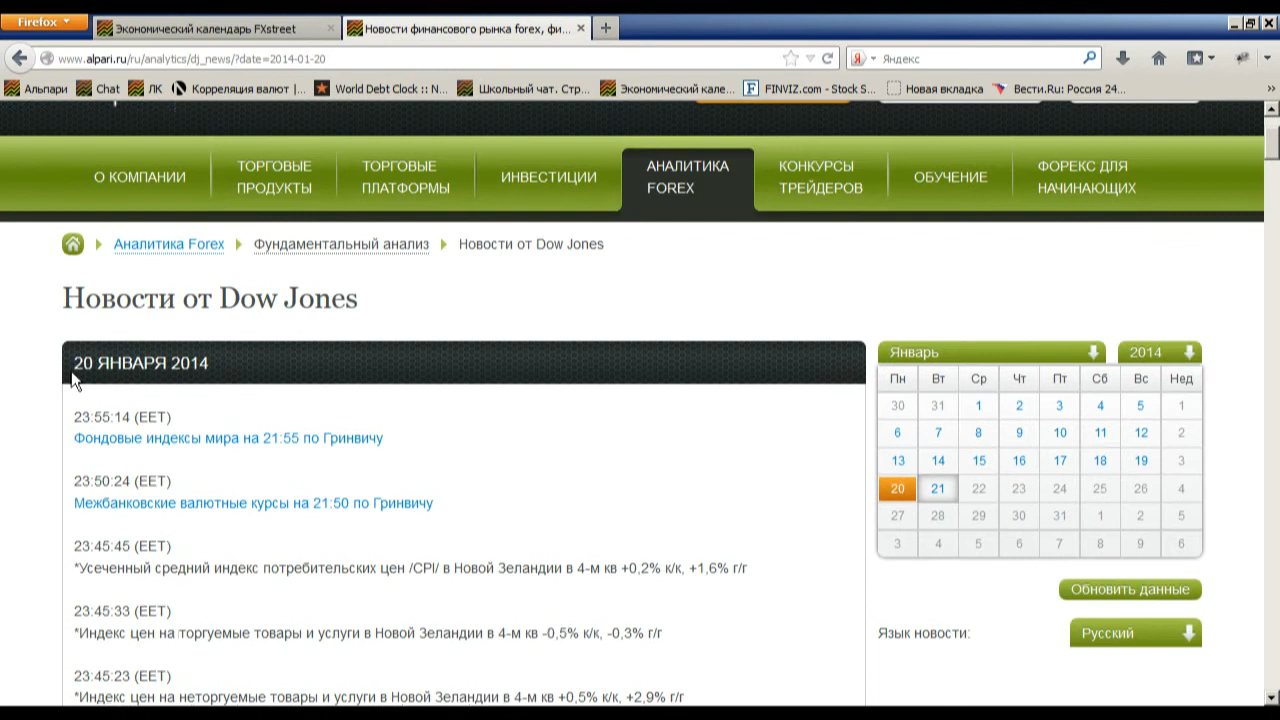 Firefox
Экономический календарь FXstreet
Новости финансового рынка forex, фи...
www.alpari.ru/ru/analytics/dj_news/?date=2014-01-20
Яндекс
Альпари
Chat
ЛК
Корреляция валют |...
World Debt Clock :: N...
Школьный чат. Стр...
Экономический кале...
FINVIZ.com - Stock S...
Новая вкладка
Вести.Ru: Россия 24...
О КОМПАНИИ
ТОРГОВЫЕ
ПРОДУКТЫ
ТОРГОВЫЕ
ПЛАТФОРМЫ
ИНВЕСТИЦИИ
АНАЛИТИКА
FOREX
КОНКУРСЫ
ТРЕЙДЕРОВ
ОБУЧЕНИЕ
ФОРЕКС ДЛЯ
НАЧИНАЮЩИХ
Аналитика Forex
Фундаментальный анализ
Новости от Dow Jones
Новости от Dow Jones
20 ЯНВАРЯ 2014
23:55:14 (EET)
Фондовые индексы мира на 21:55 по Гринвичу
23:50:24 (EET)
Межбанковские валютные курсы на 21:50 по Гринвичу
23:45:45 (EET)
*Усеченный средний индекс потребительских цен /CPI/ в Новой Зеландии в 4-м кв +0,2% к/к, +1,6% г/г
23:45:33 (EET)
*Индекс цен на торгуемые товары и услуги в Новой Зеландии в 4-м кв -0,5% к/к, -0,3% г/г
23:45:23 (EET)
*Индекс цен на неторгуемые товары и услуги в Новой Зеландии в 4-м кв +0,5% к/к, +2,9% г/г
Январь
2014
Пн Вт Ср Чт Пт Сб Вс Нед
30 31 1 2 3 4 5 1
6 7 8 9 10 11 12 2
13 14 15 16 17 18 19 3
20 21 22 23 24 25 26 4
27 28 29 30 31 1 2 5
3 4 5 6 7 8 9 6
Обновить данные
Язык новости:
Русский